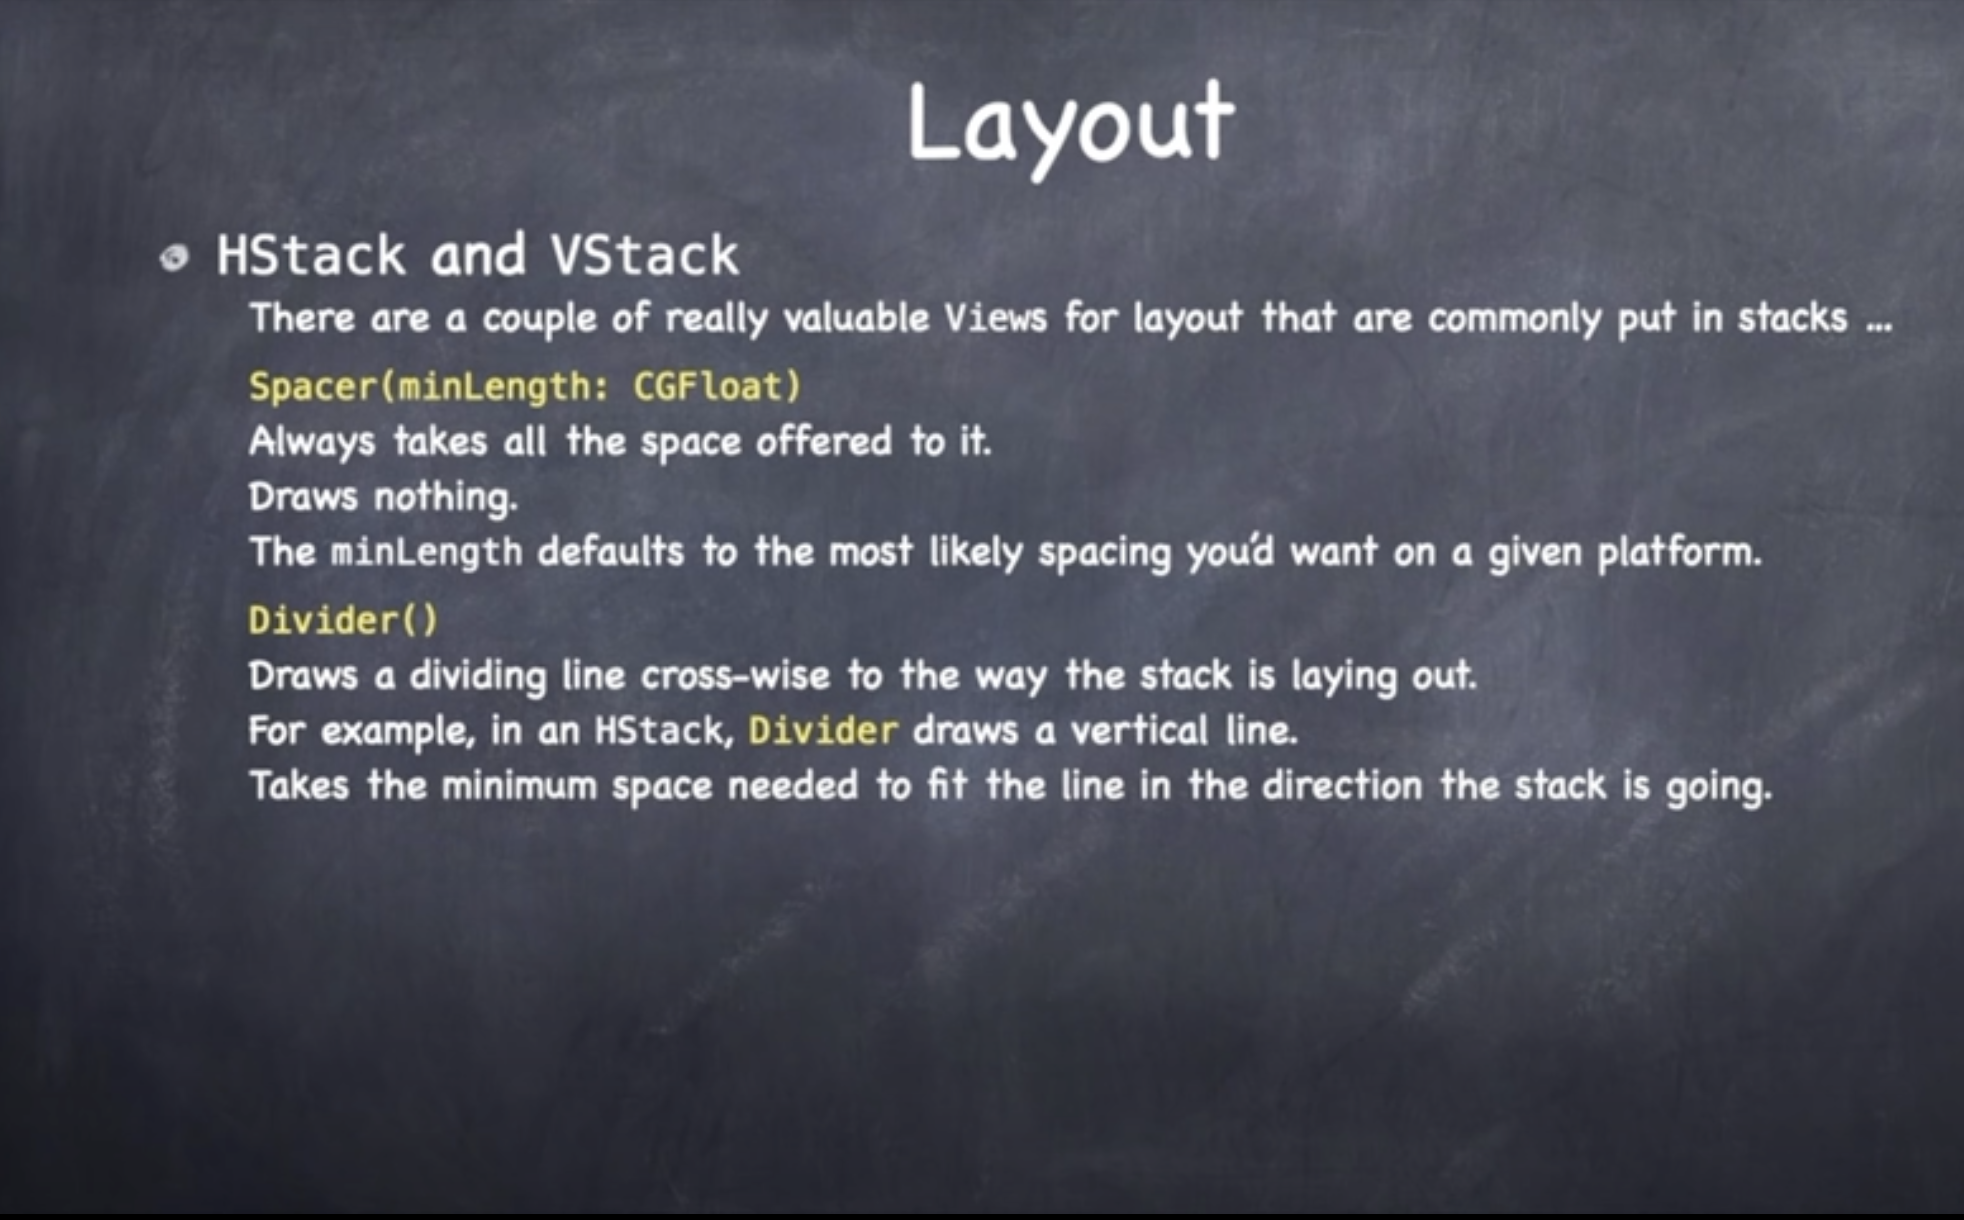 Layout
HStack and VStack
There are a couple of really valuable Views for layout that are commonly put in stacks ...
Spacer(minLength: CGFloat)
Always takes all the space offered to it.
Draws nothing.
The minLength defaults to the most likely spacing you'd want on a given platform.
Divider()
Draws a dividing line cross-wise to the way the stack is laying out.
For example, in an HStack, Divider draws a vertical line.
Takes the minimum space needed to fit the line in the direction the stack is going.